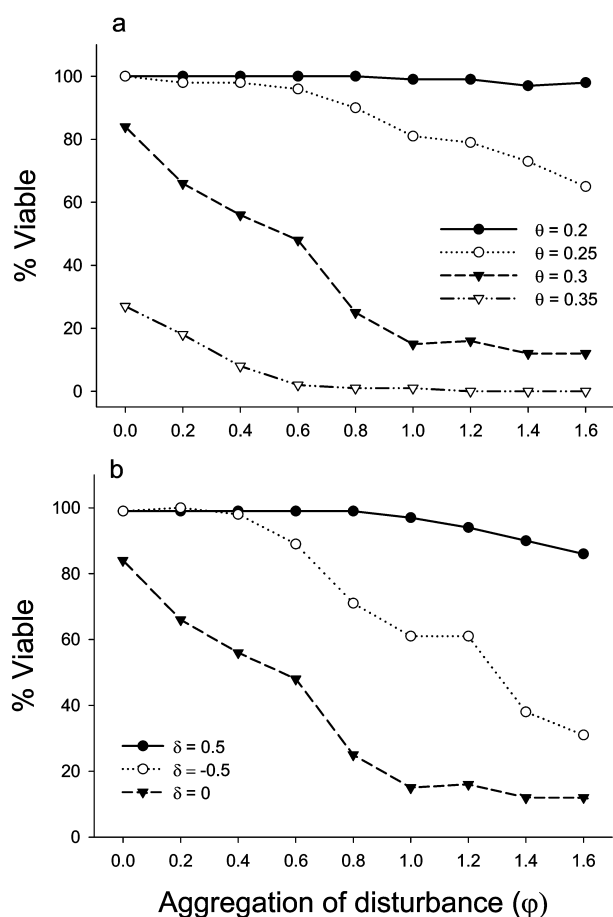 a
100
80
60
40
20
0
% Viable
θ = 0.2
θ = 0.25
θ = 0.3
θ = 0.35
0.0 0.2 0.4 0.6 0.8 1.0 1.2 1.4 1.6
b
100
80
60
40
20
0
% Viable
δ = 0.5
δ = -0.5
δ = 0
0.0 0.2 0.4 0.6 0.8 1.0 1.2 1.4 1.6
Aggregation of disturbance (φ)